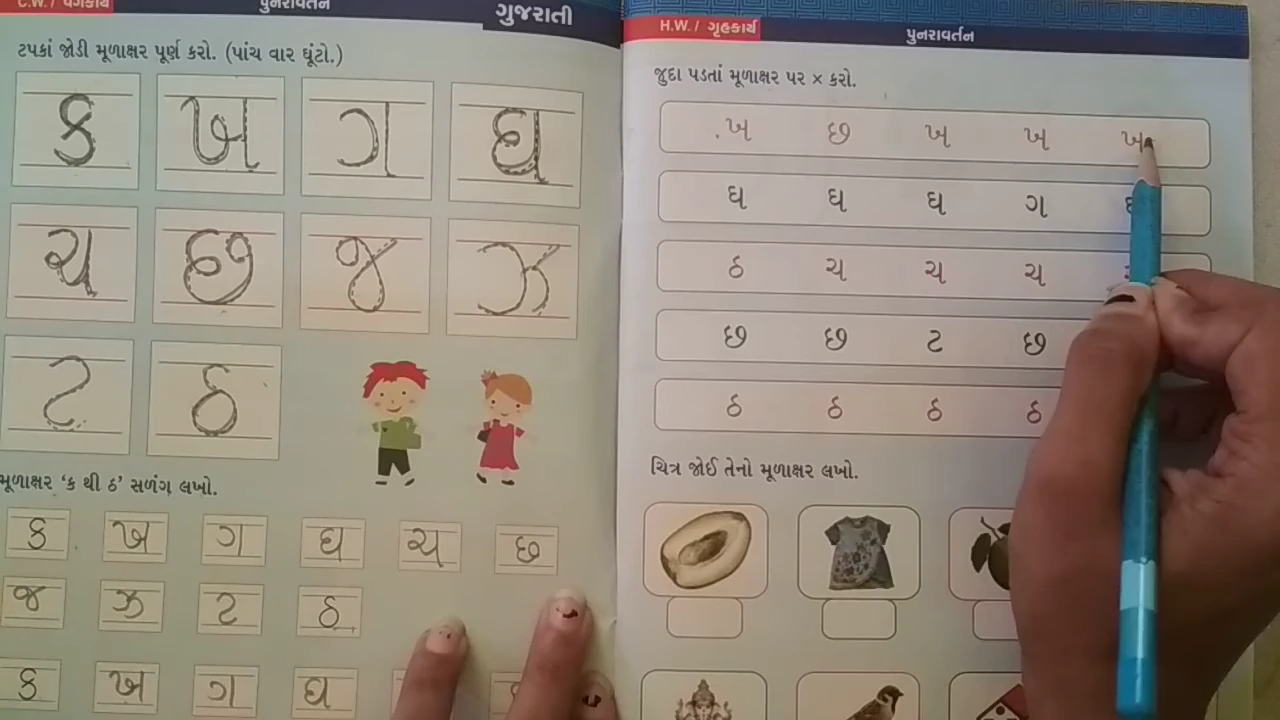 C.W. / વર્ગકાર્ય
પુનરાવર્તન
ગુજરાતી
ટપકાં જોડી મૂળાક્ષર પૂર્ણ કરો. (પાંચ વાર ઘૂંટો.)
ક ખ ગ ઘ
ચ છ જ ઝ
ટ ઠ
મૂળાક્ષર ‘ક થી ઠ’ સળંગ લખો.
ક ખ ગ ઘ ચ છ
જ ઝ ટ ઠ
ક ખ ગ ઘ
H.W. / ગૃહકાર્ય
પુનરાવર્તન
જુદા પડતાં મૂળાક્ષર પર × કરો.
ખ છ ખ ખ ખ
ઘ ઘ ઘ ગ
ઠ ચ ચ ચ
છ છ ટ છ
ઠ ઠ ઠ ઠ
ચિત્ર જોઈ તેનો મૂળાક્ષર લખો.